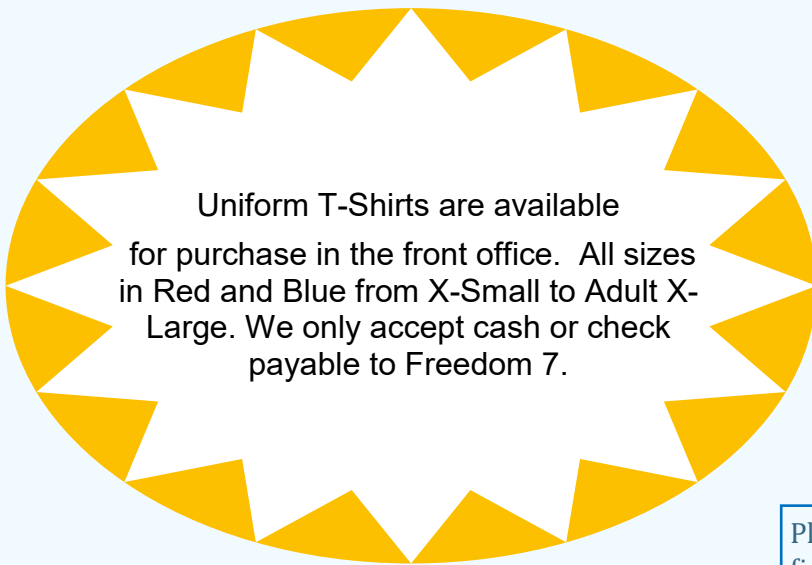 Uniform T-Shirts are available
for purchase in the front office.  All sizes
in Red and Blue from X-Small to Adult X-
Large. We only accept cash or check
payable to Freedom 7.